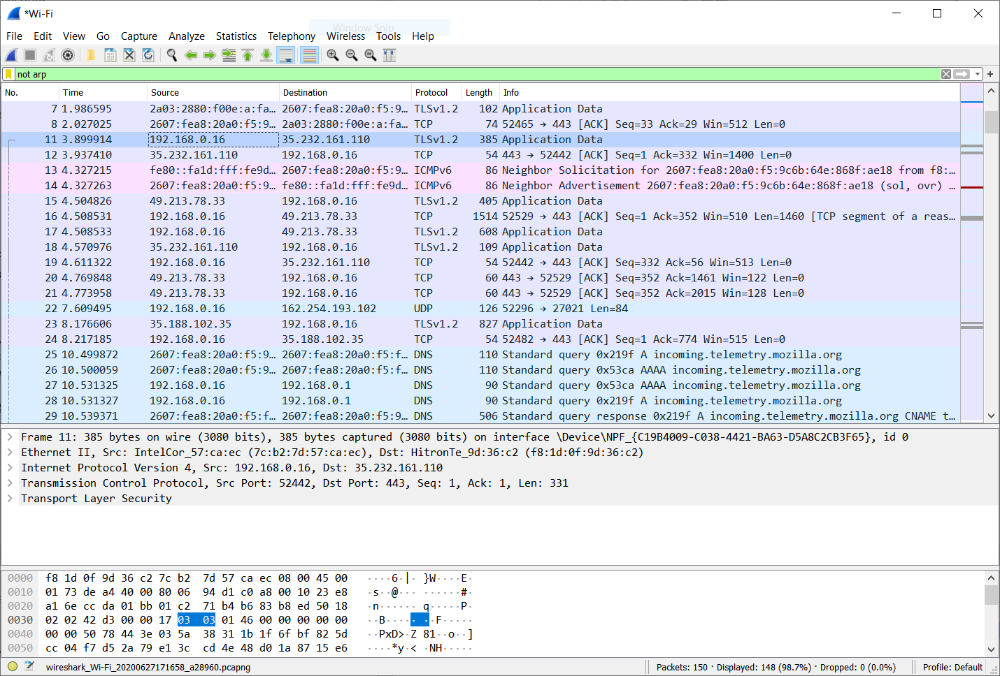 *Wi-Fi
Window Snip
File Edit View Go Capture Analyze Statistics Telephony Wireless Tools Help
not arp
No. Time Source Destination Protocol Length Info
7 1.986595 2a03:2880:f00e:a:fa… 2607:fea8:20a0:f5:9… TLSv1.2 102 Application Data
8 2.027025 2607:fea8:20a0:f5:9… 2a03:2880:f00e:a:fa… TCP 74 52465 → 443 [ACK] Seq=33 Ack=29 Win=512 Len=0
11 3.899914 192.168.0.16 35.232.161.110 TLSv1.2 385 Application Data
12 3.937410 35.232.161.110 192.168.0.16 TCP 54 443 → 52442 [ACK] Seq=1 Ack=332 Win=1400 Len=0
13 4.327215 fe80::fa1d:fff:fe9d… 2607:fea8:20a0:f5:9… ICMPv6 86 Neighbor Solicitation for 2607:fea8:20a0:f5:9c6b:64e:868f:ae18 from f8:…
14 4.327263 2607:fea8:20a0:f5:9… fe80::fa1d:fff:fe9d… ICMPv6 86 Neighbor Advertisement 2607:fea8:20a0:f5:9c6b:64e:868f:ae18 (sol, ovr) …
15 4.504826 49.213.78.33 192.168.0.16 TLSv1.2 405 Application Data
16 4.508531 192.168.0.16 49.213.78.33 TCP 1514 52529 → 443 [ACK] Seq=1 Ack=352 Win=510 Len=1460 [TCP segment of a reas…
17 4.508533 192.168.0.16 49.213.78.33 TLSv1.2 608 Application Data
18 4.570976 35.232.161.110 192.168.0.16 TLSv1.2 109 Application Data
19 4.611322 192.168.0.16 35.232.161.110 TCP 54 52442 → 443 [ACK] Seq=332 Ack=56 Win=513 Len=0
20 4.769848 49.213.78.33 192.168.0.16 TCP 60 443 → 52529 [ACK] Seq=352 Ack=1461 Win=122 Len=0
21 4.773958 49.213.78.33 192.168.0.16 TCP 60 443 → 52529 [ACK] Seq=352 Ack=2015 Win=128 Len=0
22 7.609495 192.168.0.16 162.254.193.102 UDP 126 52296 → 27021 Len=84
23 8.176606 35.188.102.35 192.168.0.16 TLSv1.2 827 Application Data
24 8.217185 192.168.0.16 35.188.102.35 TCP 54 52482 → 443 [ACK] Seq=1 Ack=774 Win=515 Len=0
25 10.499872 2607:fea8:20a0:f5:9… 2607:fea8:20a0:f5:f… DNS 110 Standard query 0x219f A incoming.telemetry.mozilla.org
26 10.500059 2607:fea8:20a0:f5:9… 2607:fea8:20a0:f5:f… DNS 110 Standard query 0x53ca AAAA incoming.telemetry.mozilla.org
27 10.531325 192.168.0.16 192.168.0.1 DNS 90 Standard query 0x53ca AAAA incoming.telemetry.mozilla.org
28 10.531327 192.168.0.16 192.168.0.1 DNS 90 Standard query 0x219f A incoming.telemetry.mozilla.org
29 10.539371 2607:fea8:20a0:f5:f… 2607:fea8:20a0:f5:9… DNS 506 Standard query response 0x219f A incoming.telemetry.mozilla.org CNAME t…
Frame 11: 385 bytes on wire (3080 bits), 385 bytes captured (3080 bits) on interface \Device\NPF_{C19B4009-C038-4421-BA63-D5A8C2CB3F65}, id 0
Ethernet II, Src: IntelCor_57:ca:ec (7c:b2:7d:57:ca:ec), Dst: HitronTe_9d:36:c2 (f8:1d:0f:9d:36:c2)
Internet Protocol Version 4, Src: 192.168.0.16, Dst: 35.232.161.110
Transmission Control Protocol, Src Port: 52442, Dst Port: 443, Seq: 1, Ack: 1, Len: 331
Transport Layer Security
0000 f8 1d 0f 9d 36 c2 7c b2 7d 57 ca ec 08 00 45 00 ····6·|· }W····E·
0010 01 73 de a4 40 00 80 06 94 d1 c0 a8 00 10 23 e8 ·s··@··· ······#·
0020 a1 6e cc da 01 bb 01 c2 71 b4 b6 83 b8 ed 50 18 ·n······ q·····P·
0030 02 02 42 d3 00 00 17 03 03 01 46 00 00 00 00 00 ··B····· ··F·····
0040 00 00 50 78 44 3e 03 5a 38 31 1b 1f 6f bf 82 5d ··PxD>·Z 81··o··]
0050 cc 04 f7 d5 2a 79 e1 3c cd 4e 48 d0 1a 87 15 e6 ····*y·< ·NH·····
wireshark_Wi-Fi_20200627171658_a28960.pcapng Packets: 150 · Displayed: 148 (98.7%) · Dropped: 0 (0.0%) Profile: Default